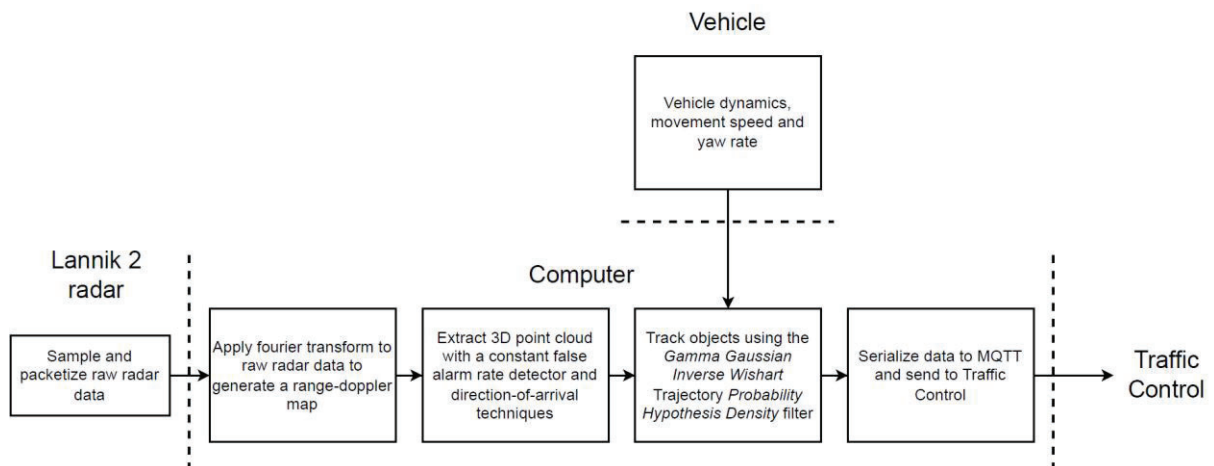 Vehicle
Vehicle dynamics,
movement speed and
yaw rate
Lannik 2
radar
Computer
Sample and
packetize raw radar
data
Apply fourier transform to
raw radar data to
generate a range-doppler
map
Extract 3D point cloud
with a constant false
alarm rate detector and
direction-of-arrival
techniques
Track objects using the
Gamma Gaussian
Inverse Wishart
Trajectory Probability
Hypothesis Density filter
Serialize data to MQTT
and send to Traffic
Control
Traffic
Control